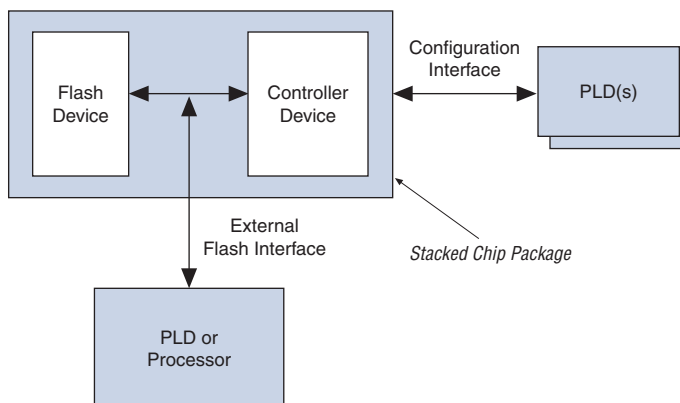 Flash
Device
Controller
Device
Configuration
Interface
PLD(s)
External
Flash Interface
Stacked Chip Package
PLD or
Processor